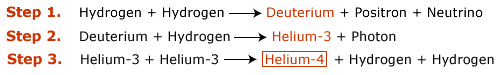 Step 1. Hydrogen + Hydrogen ⟶ Deuterium + Positron + Neutrino
Step 2. Deuterium + Hydrogen ⟶ Helium-3 + Photon
Step 3. Helium-3 + Helium-3 ⟶ Helium-4 + Hydrogen + Hydrogen